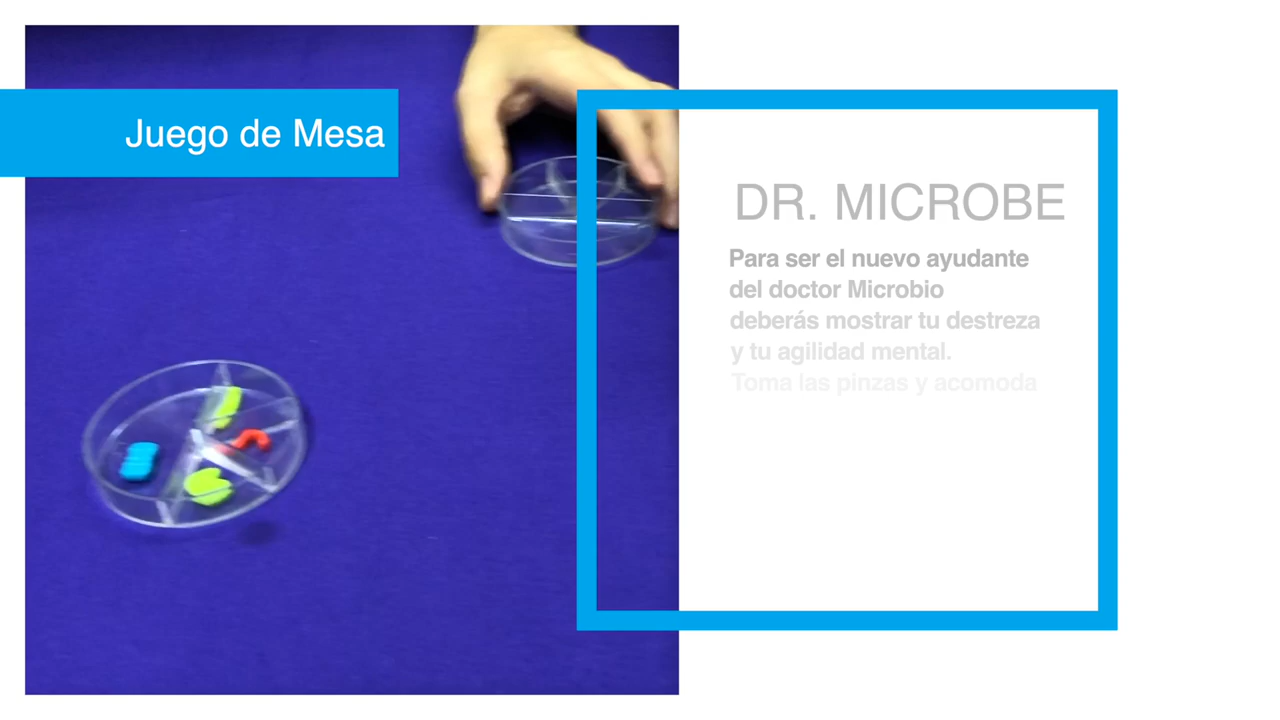 Juego de Mesa
DR. MICROBE
Para ser el nuevo ayudante
del doctor Microbio
deberás mostrar tu destreza
y tu agilidad mental.
Toma las pinzas y acomoda